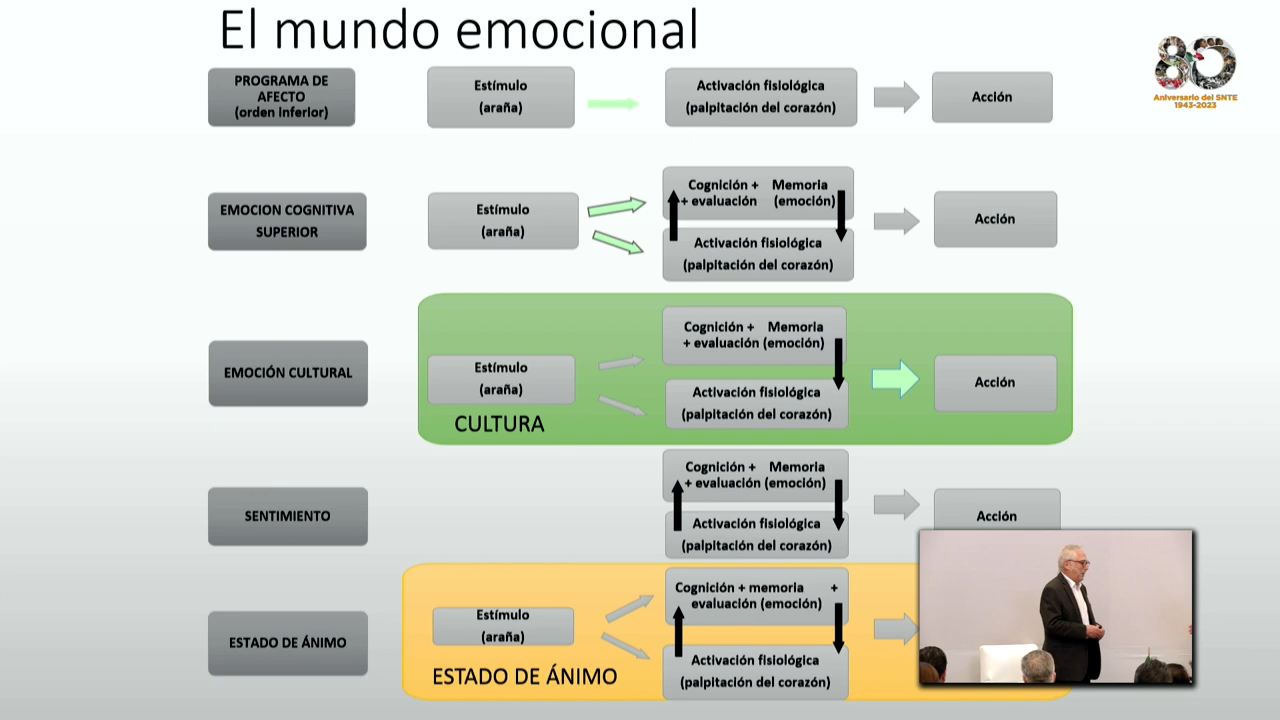 El mundo emocional
80
Aniversario del SNTE
1943-2023
PROGRAMA DE
AFECTO
(orden inferior)
Estímulo
(araña)
Activación fisiológica
(palpitación del corazón)
Acción
EMOCION COGNITIVA
SUPERIOR
Estímulo
(araña)
Cognición + Memoria
+ evaluación (emoción)
Activación fisiológica
(palpitación del corazón)
Acción
EMOCIÓN CULTURAL
Estímulo
(araña)
CULTURA
Cognición + Memoria
+ evaluación (emoción)
Activación fisiológica
(palpitación del corazón)
Acción
SENTIMIENTO
Cognición + Memoria
+ evaluación (emoción)
Activación fisiológica
(palpitación del corazón)
Acción
ESTADO DE ÁNIMO
Estímulo
(araña)
ESTADO DE ÁNIMO
Cognición + memoria +
evaluación (emoción)
Activación fisiológica
(palpitación del corazón)